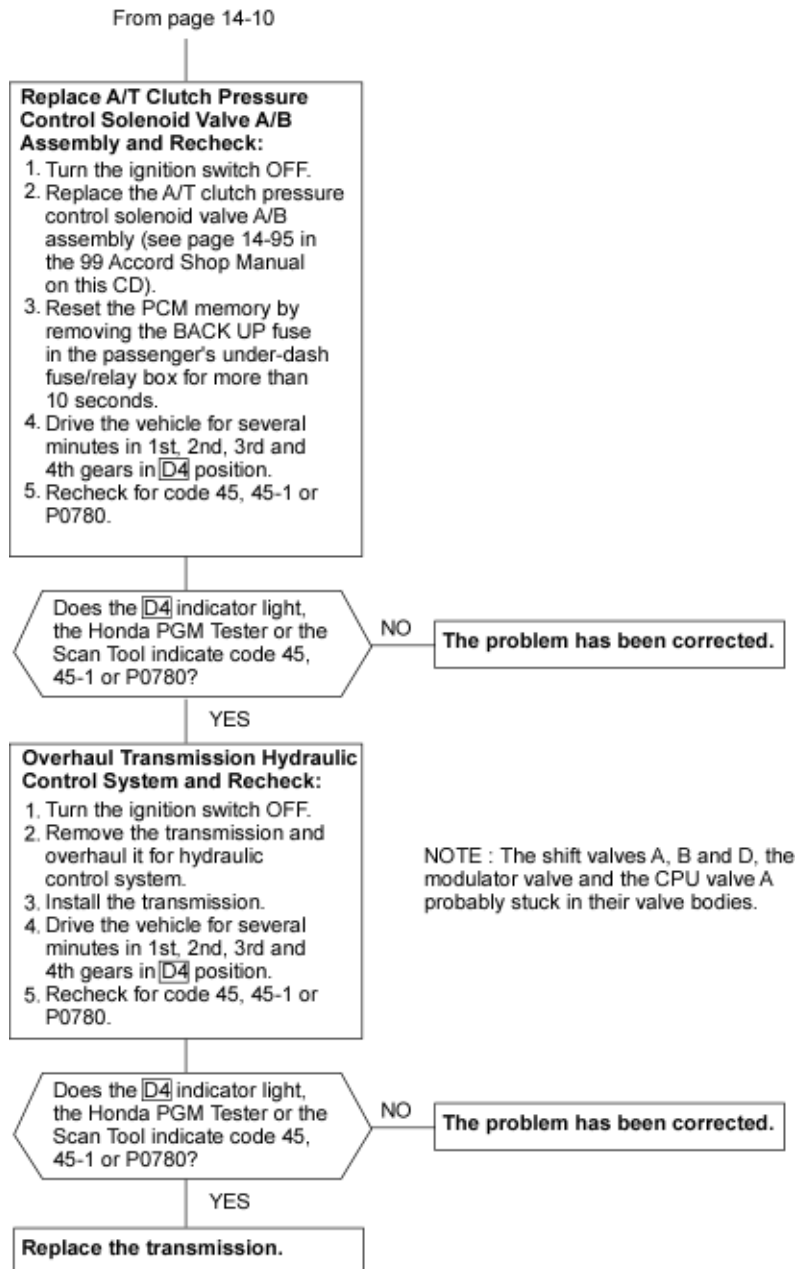 From page 14-10
Replace A/T Clutch Pressure
Control Solenoid Valve A/B
Assembly and Recheck:
1. Turn the ignition switch OFF.
2. Replace the A/T clutch pressure
control solenoid valve A/B
assembly (see page 14-95 in
the 99 Accord Shop Manual
on this CD).
3. Reset the PCM memory by
removing the BACK UP fuse
in the passenger's under-dash
fuse/relay box for more than
10 seconds.
4. Drive the vehicle for several
minutes in 1st, 2nd, 3rd and
4th gears in D4 position.
5. Recheck for code 45, 45-1 or
P0780.
Does the D4 indicator light,
the Honda PGM Tester or the
Scan Tool indicate code 45,
45-1 or P0780?
NO
The problem has been corrected.
YES
Overhaul Transmission Hydraulic
Control System and Recheck:
1. Turn the ignition switch OFF.
2. Remove the transmission and
overhaul it for hydraulic
control system.
3. Install the transmission.
4. Drive the vehicle for several
minutes in 1st, 2nd, 3rd and
4th gears in D4 position.
5. Recheck for code 45, 45-1 or
P0780.
NOTE : The shift valves A, B and D, the
modulator valve and the CPU valve A
probably stuck in their valve bodies.
Does the D4 indicator light,
the Honda PGM Tester or the
Scan Tool indicate code 45,
45-1 or P0780?
NO
The problem has been corrected.
YES
Replace the transmission.